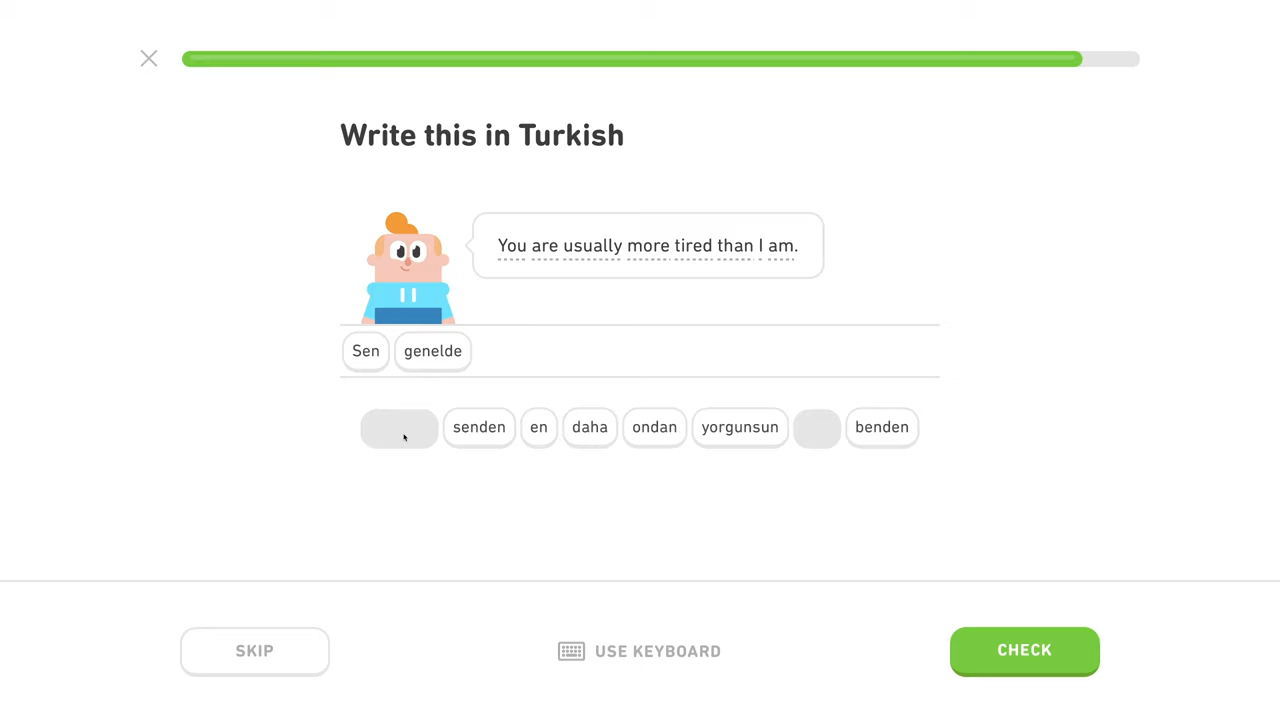 Write this in Turkish
You are usually more tired than I am.
Sen genelde
senden en daha ondan yorgunsun benden
SKIP USE KEYBOARD CHECK